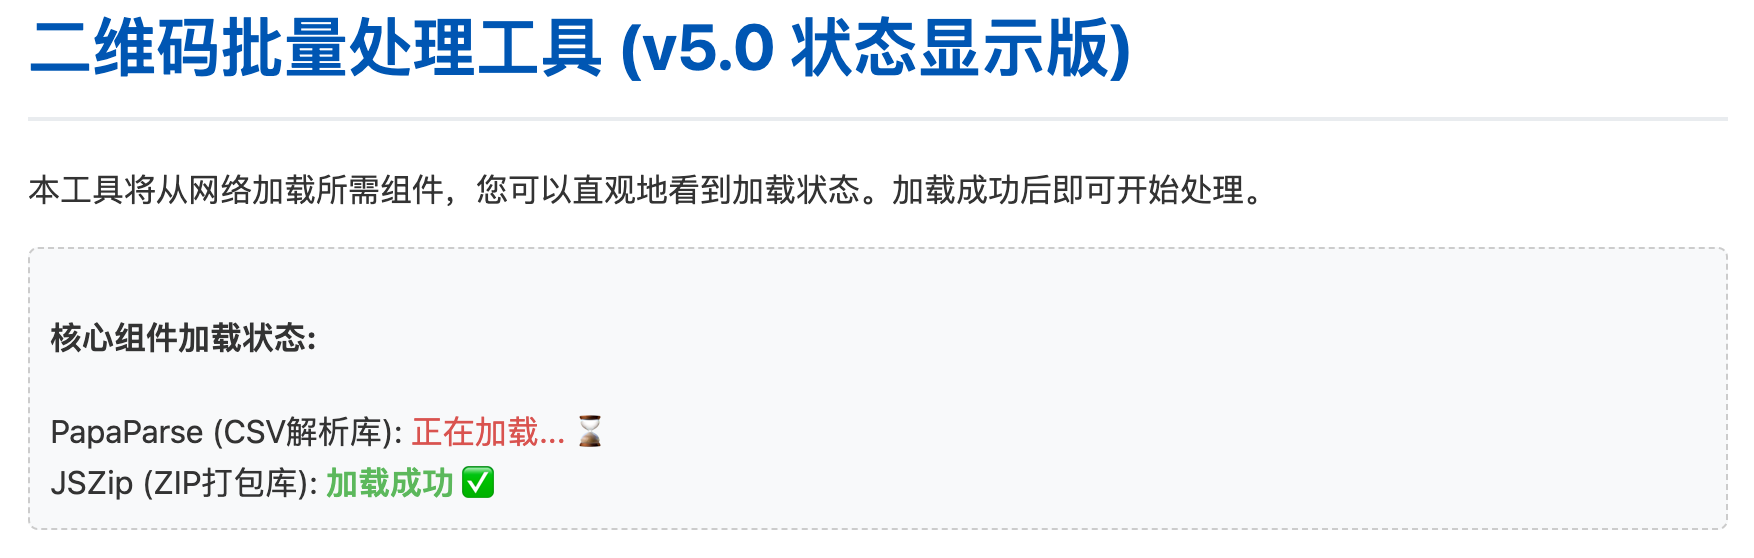 二维码批量处理工具 (v5.0 状态显示版)
本工具将从网络加载所需组件，您可以直观地看到加载状态。加载成功后即可开始处理。
核心组件加载状态:
PapaParse (CSV解析库): 正在加载... ⏳
JSZip (ZIP打包库): 加载成功 ✅